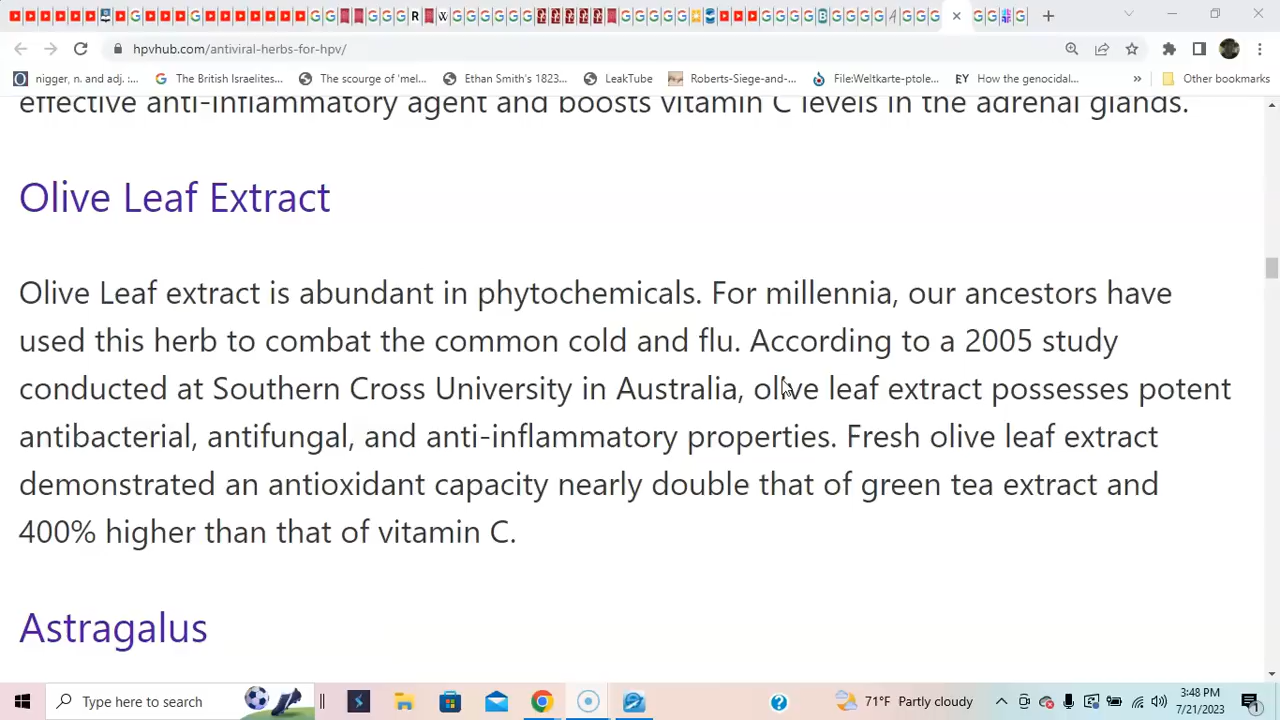 hpvhub.com/antiviral-herbs-for-hpv/
nigger, n. and adj. :... The British Israelites... The scourge of 'mel... Ethan Smith's 1823... LeakTube Roberts-Siege-and-... File:Weltkarte-ptole... EY How the genocidal... » Other bookmarks
effective anti-inflammatory agent and boosts vitamin C levels in the adrenal glands.
Olive Leaf Extract
Olive Leaf extract is abundant in phytochemicals. For millennia, our ancestors have
used this herb to combat the common cold and flu. According to a 2005 study
conducted at Southern Cross University in Australia, olive leaf extract possesses potent
antibacterial, antifungal, and anti-inflammatory properties. Fresh olive leaf extract
demonstrated an antioxidant capacity nearly double that of green tea extract and
400% higher than that of vitamin C.
Astragalus
Type here to search
71°F Partly cloudy
3:48 PM
7/21/2023